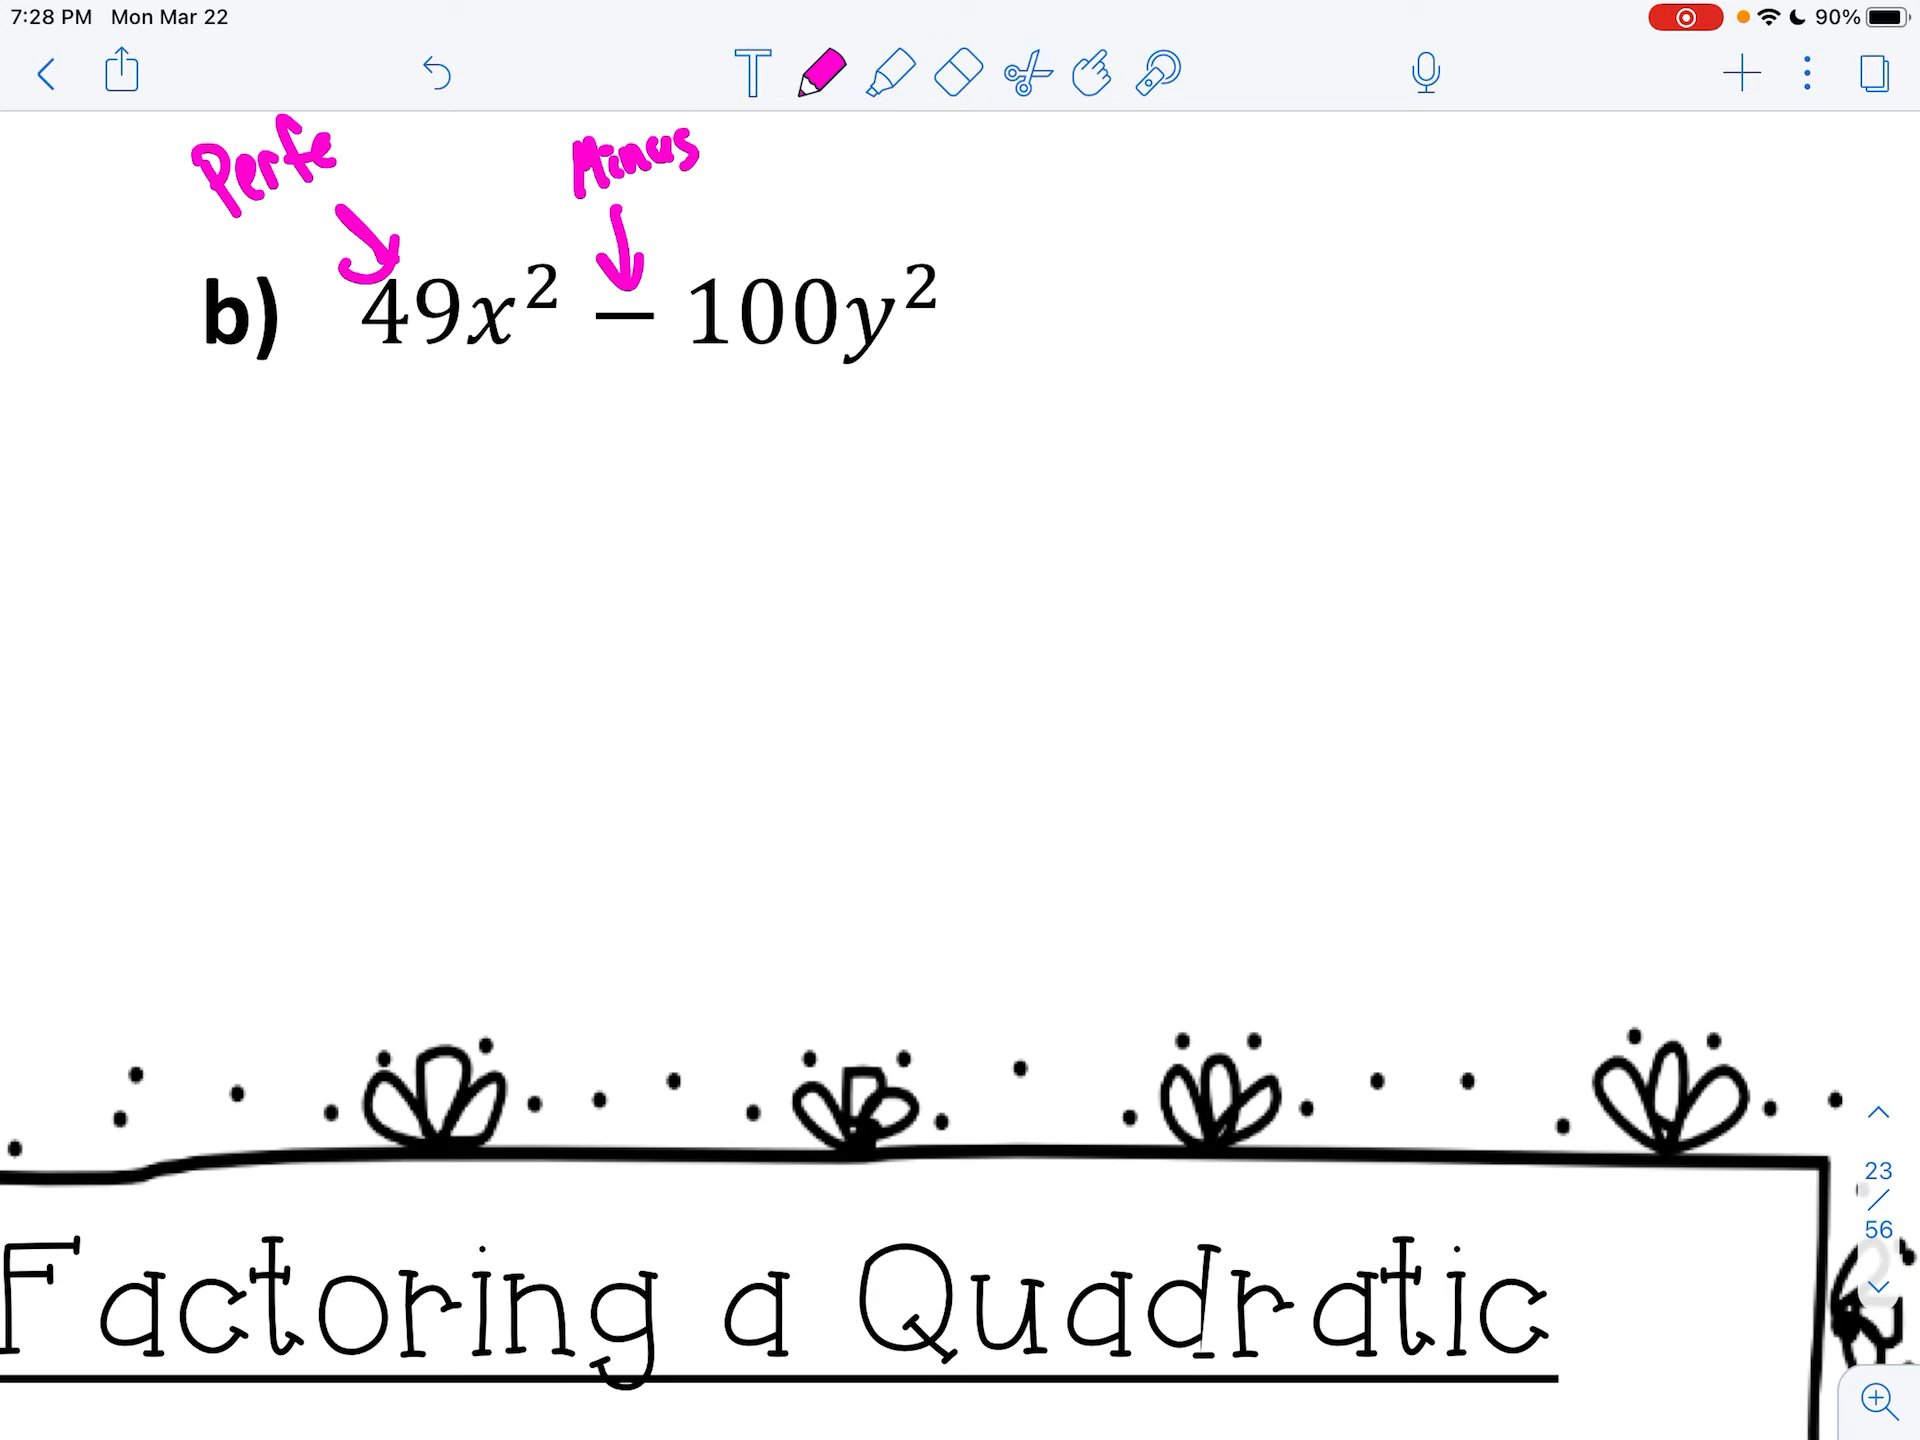 7:28 PM Mon Mar 22
90%
Perfe
Minus
b) 49x² − 100y²
23
/
56
Factoring a Quadratic